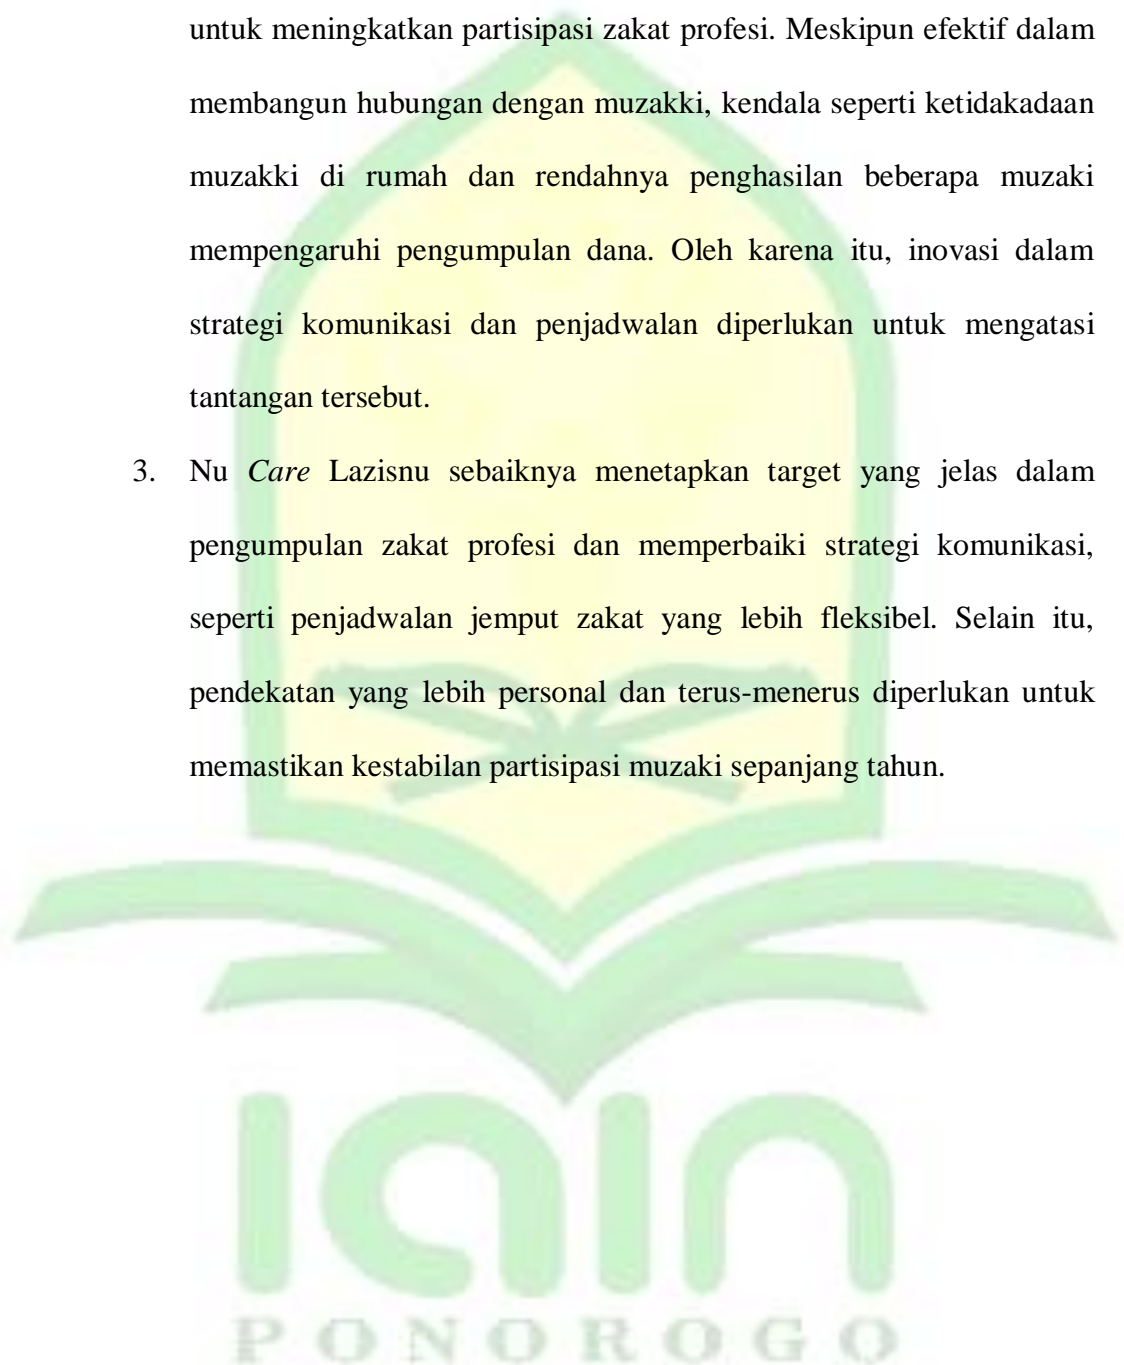 untuk meningkatkan partisipasi zakat profesi. Meskipun efektif dalam
membangun hubungan dengan muzakki, kendala seperti ketidakadaan
muzakki di rumah dan rendahnya penghasilan beberapa muzaki
mempengaruhi pengumpulan dana. Oleh karena itu, inovasi dalam
strategi komunikasi dan penjadwalan diperlukan untuk mengatasi
tantangan tersebut.
3. Nu Care Lazisnu sebaiknya menetapkan target yang jelas dalam
pengumpulan zakat profesi dan memperbaiki strategi komunikasi,
seperti penjadwalan jemput zakat yang lebih fleksibel. Selain itu,
pendekatan yang lebih personal dan terus-menerus diperlukan untuk
memastikan kestabilan partisipasi muzaki sepanjang tahun.
iain
PONOROGO